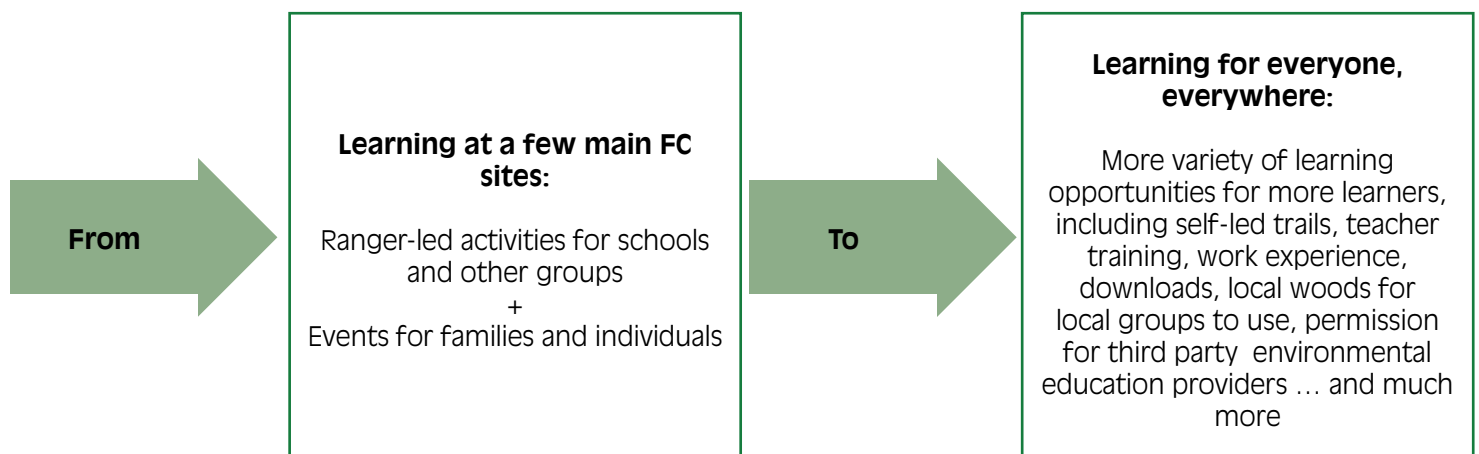 From
Learning at a few main FC
sites:
Ranger-led activities for schools
and other groups
+
Events for families and individuals
To
Learning for everyone,
everywhere:
More variety of learning
opportunities for more learners,
including self-led trails, teacher
training, work experience,
downloads, local woods for
local groups to use, permission
for third party environmental
education providers … and much
more